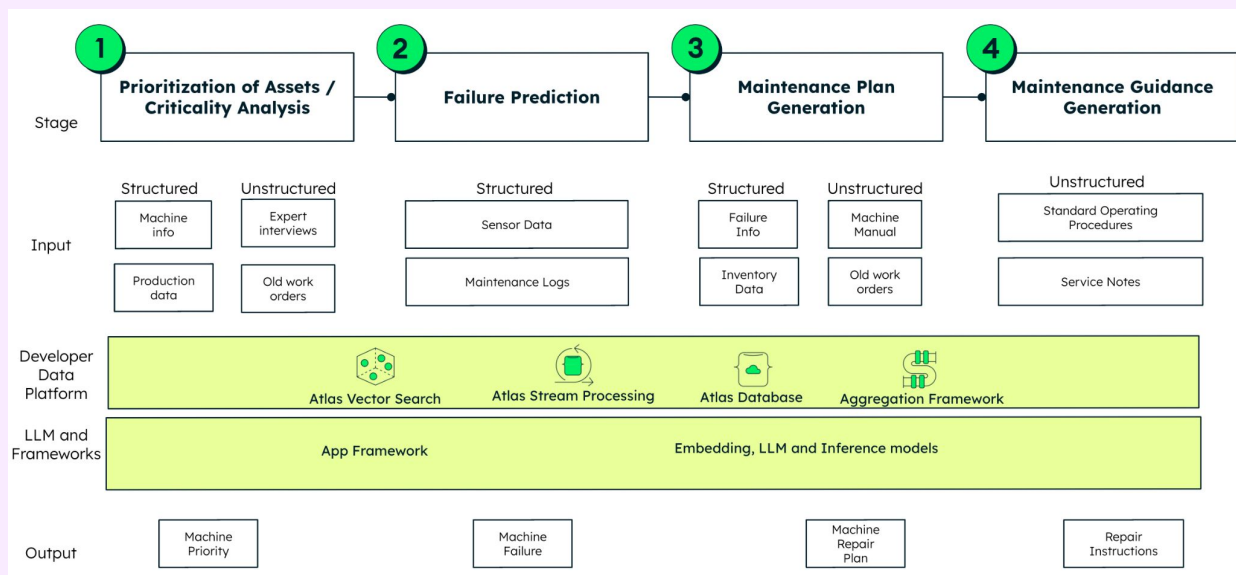 1
2
3
4
Prioritization of Assets /
Criticality Analysis
Failure Prediction
Maintenance Plan
Generation
Maintenance Guidance
Generation
Stage
Structured
Unstructured
Structured
Structured
Unstructured
Unstructured
Input
Machine
info
Expert
interviews
Sensor Data
Failure
Info
Machine
Manual
Standard Operating
Procedures
Production
data
Old work
orders
Maintenance Logs
Inventory
Data
Old work
orders
Service Notes
Developer
Data
Platform
Atlas Vector Search
Atlas Stream Processing
Atlas Database
Aggregation Framework
LLM and
Frameworks
App Framework
Embedding, LLM and Inference models
Output
Machine
Priority
Machine
Failure
Machine
Repair
Plan
Repair
Instructions